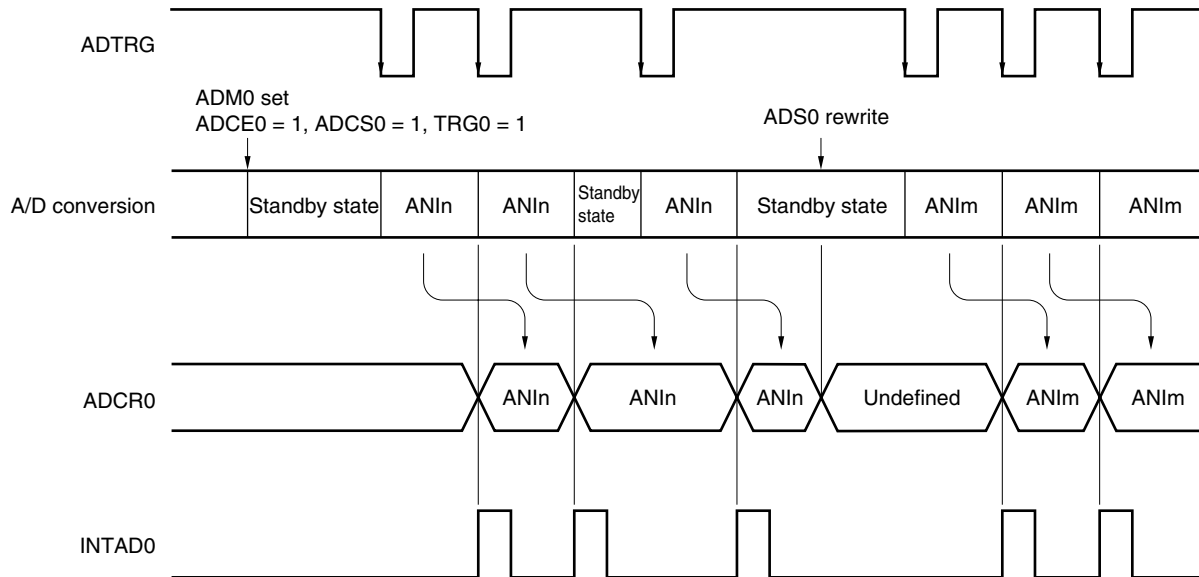 ADTRG
ADM0 set
ADCE0 = 1, ADCS0 = 1, TRG0 = 1
ADS0 rewrite
A/D conversion
Standby state
ANIn
ANIn
Standby
state
ANIn
Standby state
ANIm
ANIm
ANIm
ADCR0
ANIn
ANIn
ANIn
Undefined
ANIm
ANIm
INTAD0